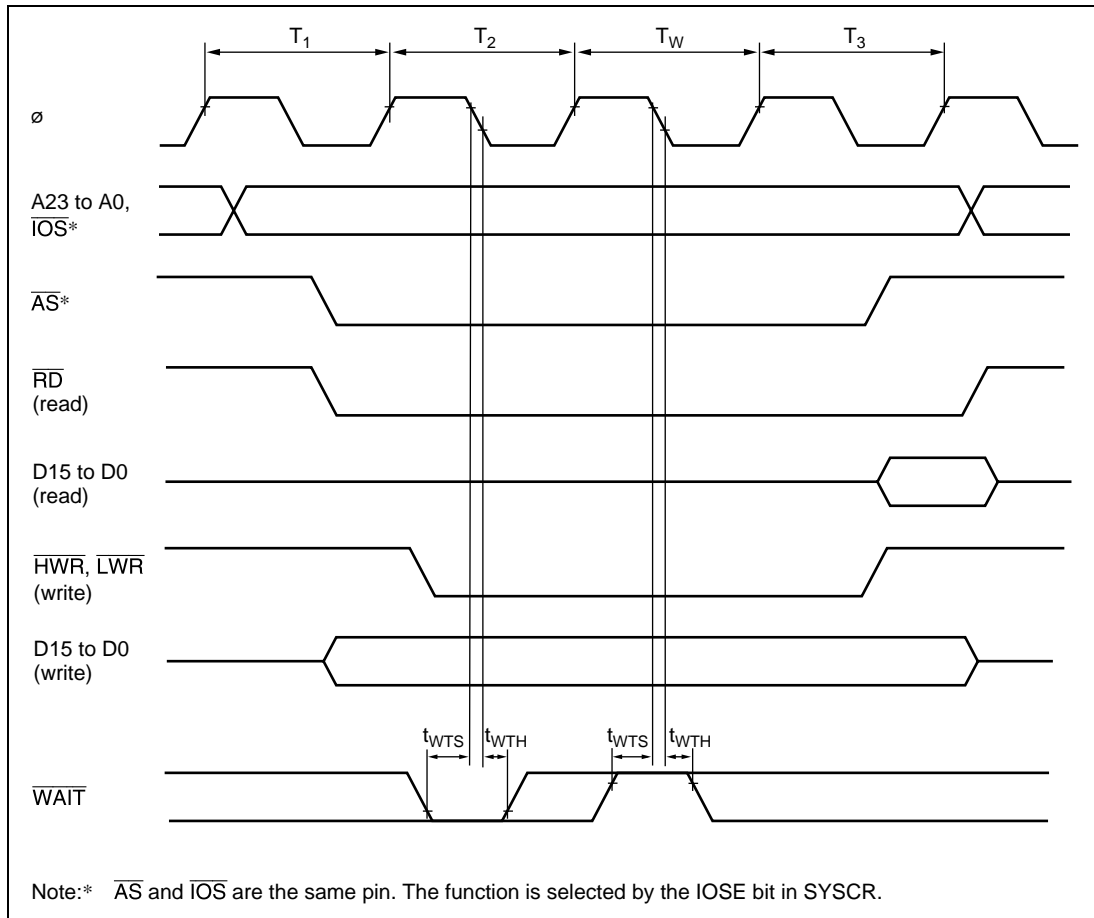 T1 T2 TW T3
ø
A23 to A0,
IOS*
AS*
RD
(read)
D15 to D0
(read)
HWR, LWR
(write)
D15 to D0
(write)
tWTS tWTH tWTS tWTH
WAIT
Note:* AS and IOS are the same pin. The function is selected by the IOSE bit in SYSCR.